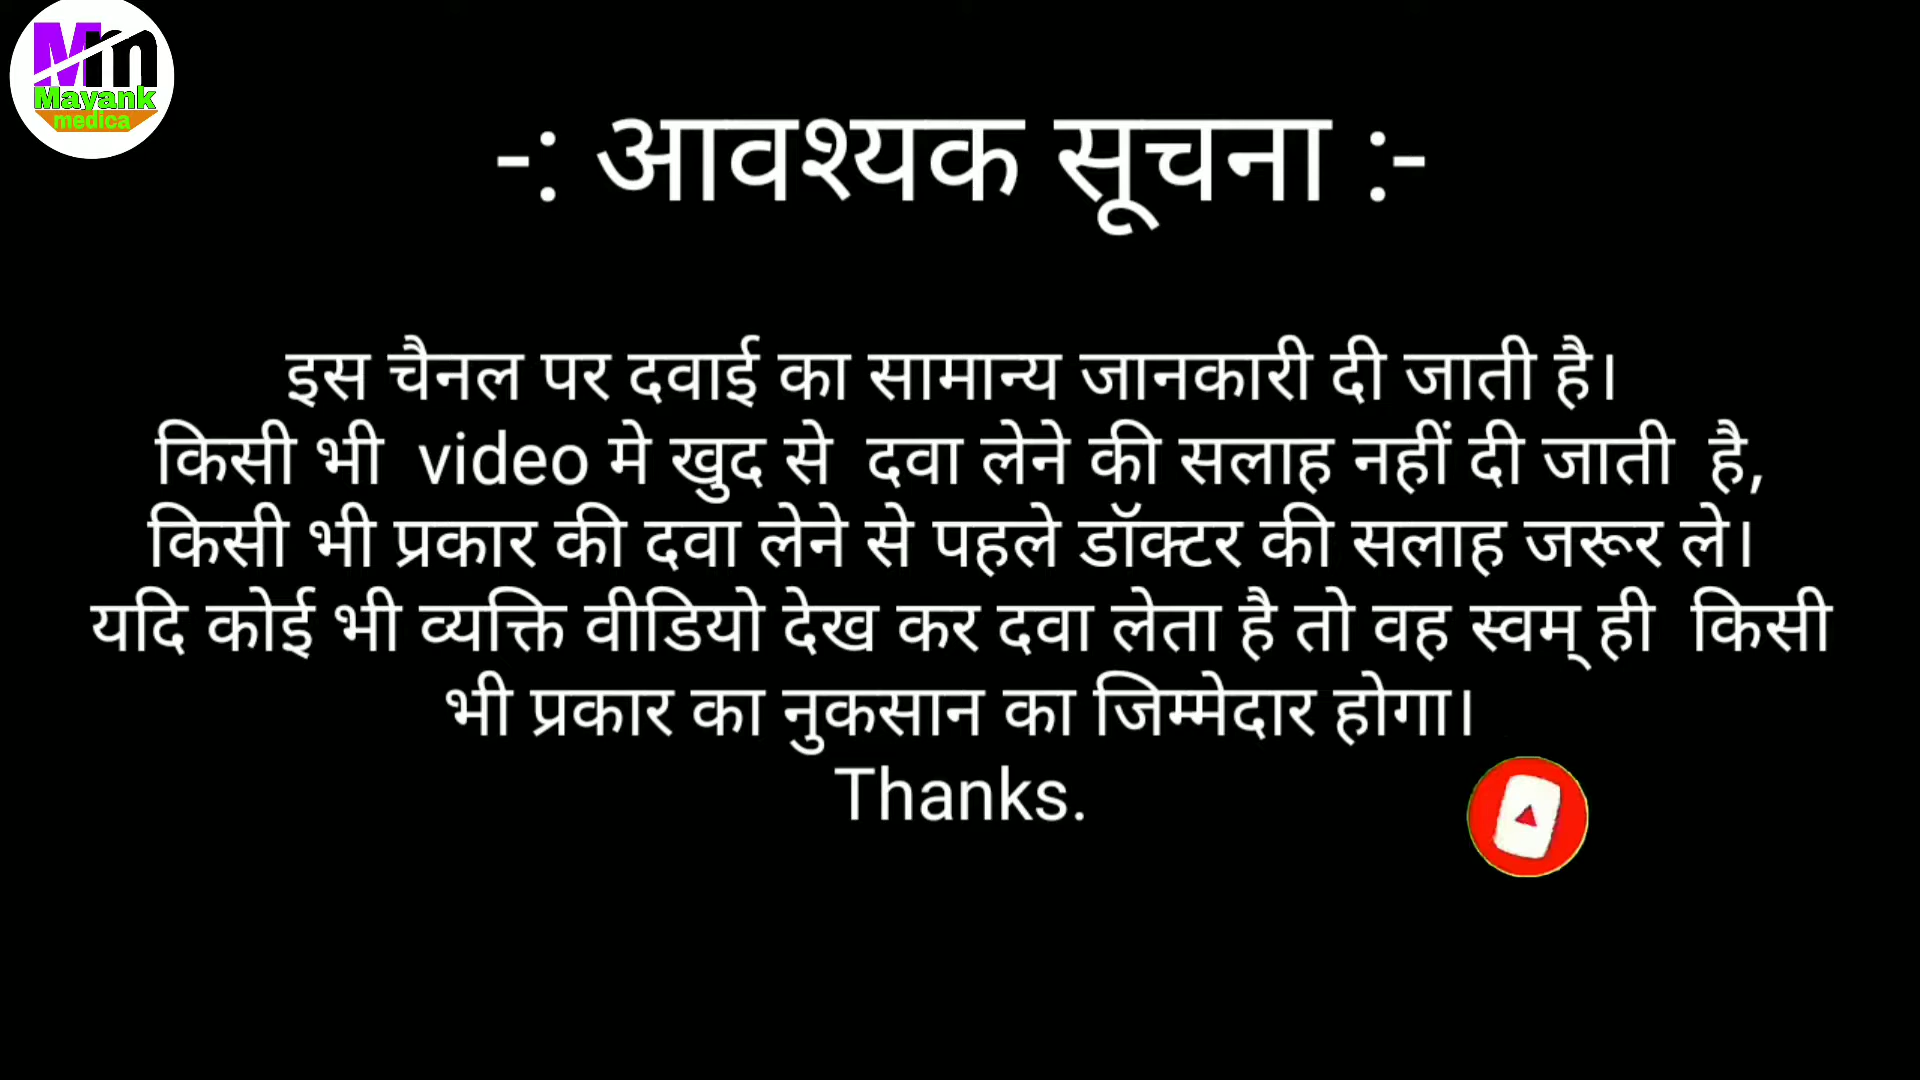 Mm
Mayank
medica
-: आवश्यक सूचना :-
इस चैनल पर दवाई का सामान्य जानकारी दी जाती है।
किसी भी video मे खुद से दवा लेने की सलाह नहीं दी जाती है,
किसी भी प्रकार की दवा लेने से पहले डॉक्टर की सलाह जरूर ले।
यदि कोई भी व्यक्ति वीडियो देख कर दवा लेता है तो वह स्वम् ही किसी
भी प्रकार का नुकसान का जिम्मेदार होगा।
Thanks.